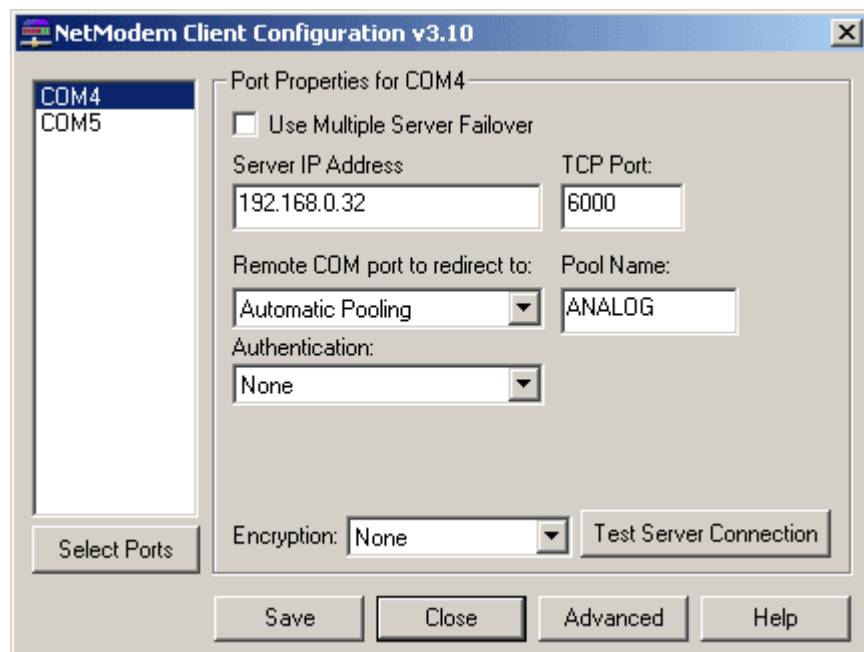 NetModem Client Configuration v3.10
COM4
COM5
Select Ports
Port Properties for COM4
Use Multiple Server Failover
Server IP Address
TCP Port:
192.168.0.32
6000
Remote COM port to redirect to:
Pool Name:
Automatic Pooling
ANALOG
Authentication:
None
Encryption:
None
Test Server Connection
Save
Close
Advanced
Help